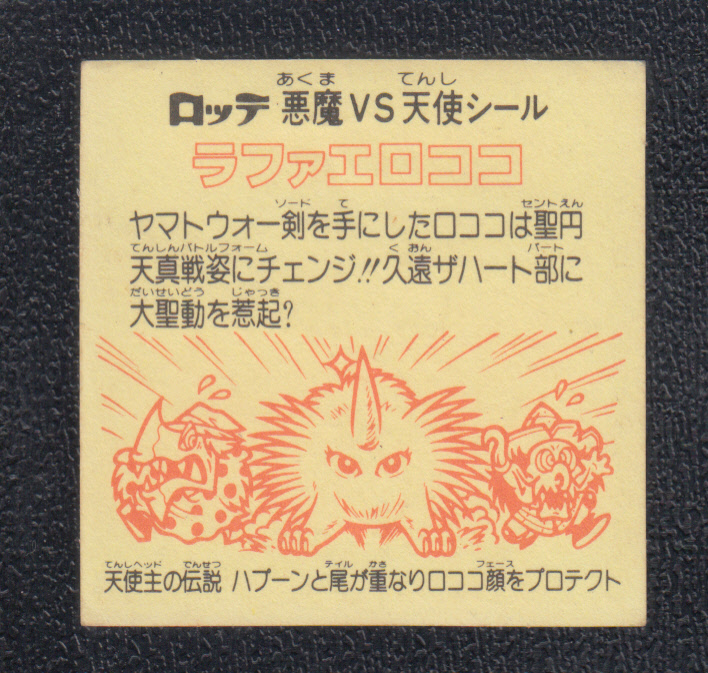 あくま てんし
ロッテ 悪魔VS天使シール
ラファエロココ
ソード て セントえん
ヤマトウォー剣を手にしたロココは聖円
てんしんバトルフォーム くおん パート
天真戦姿にチェンジ!!久遠ザハート部に
だいせいどう じゃっき
大聖動を惹起?
てんしヘッド でんせつ テイル かさ フェース
天使主の伝説 ハブーンと尾が重なりロココ顔をプロテクト